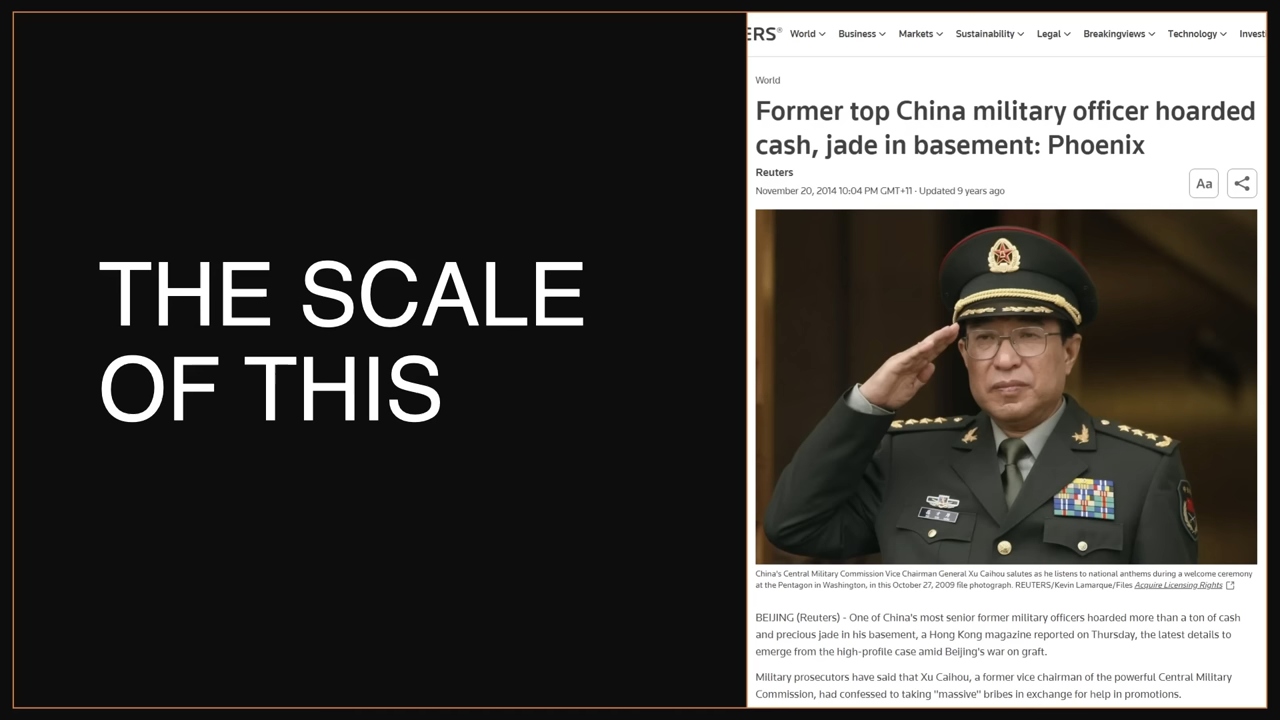 THE SCALE
OF THIS
ERS®
World Business Markets Sustainability Legal Breakingviews Technology Investi
World
Former top China military officer hoarded
cash, jade in basement: Phoenix
Reuters
November 20, 2014 10:04 PM GMT+11 · Updated 9 years ago
Aa
China's Central Military Commission Vice Chairman General Xu Caihou salutes as he listens to national anthems during a welcome ceremony
at the Pentagon in Washington, in this October 27, 2009 file photograph. REUTERS/Kevin Lamarque/Files Acquire Licensing Rights
BEIJING (Reuters) - One of China's most senior former military officers hoarded more than a ton of cash
and precious jade in his basement, a Hong Kong magazine reported on Thursday, the latest details to
emerge from the high-profile case amid Beijing's war on graft.
Military prosecutors have said that Xu Caihou, a former vice chairman of the powerful Central Military
Commission, had confessed to taking "massive" bribes in exchange for help in promotions.